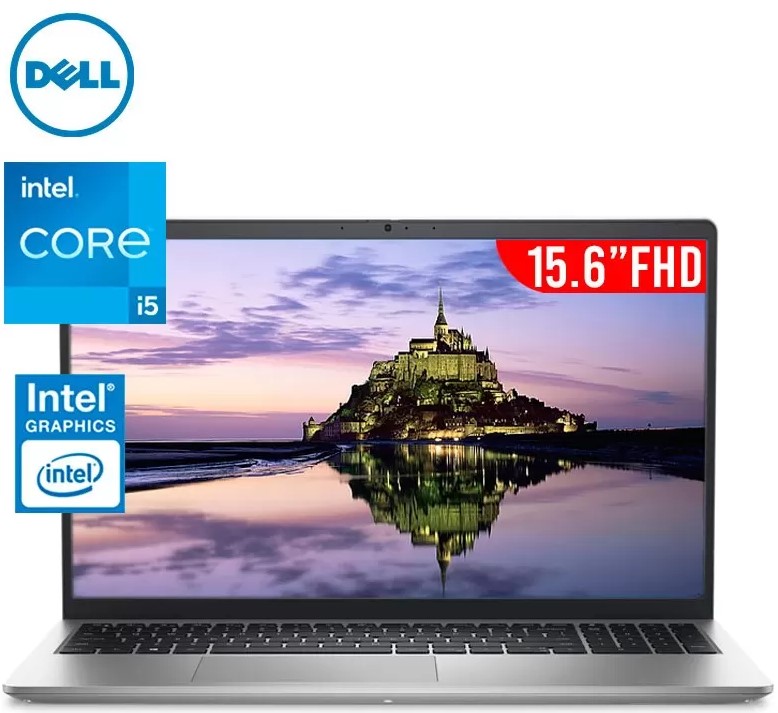 DELL
intel.
CORE
i5
15.6”FHD
Intel®
GRAPHICS
intel®